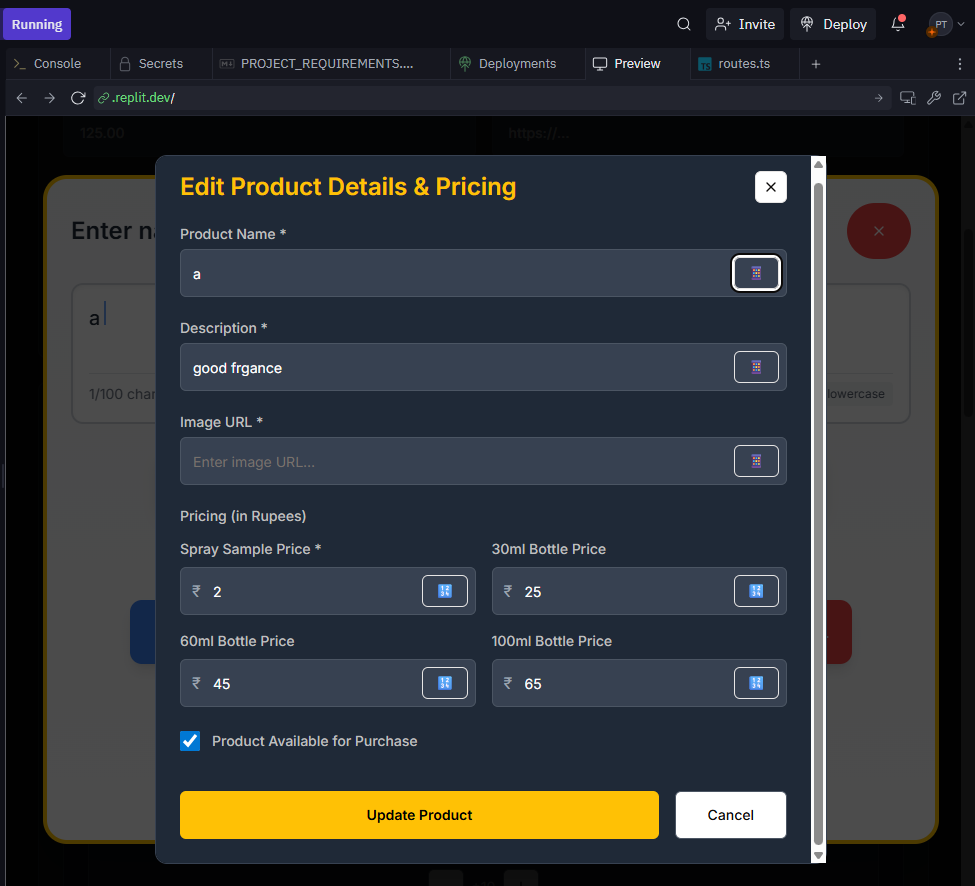 Running
Invite
Deploy
PT
Console
Secrets
PROJECT_REQUIREMENTS....
Deployments
Preview
routes.ts
.replit.dev/
125.00
https://...
Edit Product Details & Pricing
Enter
Product Name *
a
a
1/100
lowercase
Description *
good frgance
Image URL *
Enter image URL...
Pricing (in Rupees)
Spray Sample Price *
30ml Bottle Price
₹ 2
₹ 25
60ml Bottle Price
100ml Bottle Price
₹ 45
₹ 65
Product Available for Purchase
Update Product
Cancel